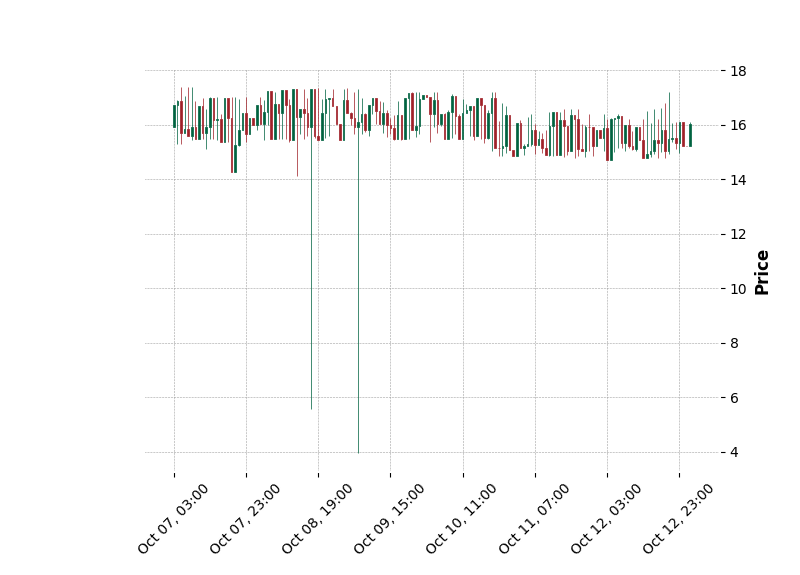 18
16
14
12
10
8
6
4
Price
Oct 07, 03:00
Oct 07, 23:00
Oct 08, 19:00
Oct 09, 15:00
Oct 10, 11:00
Oct 11, 07:00
Oct 12, 03:00
Oct 12, 23:00